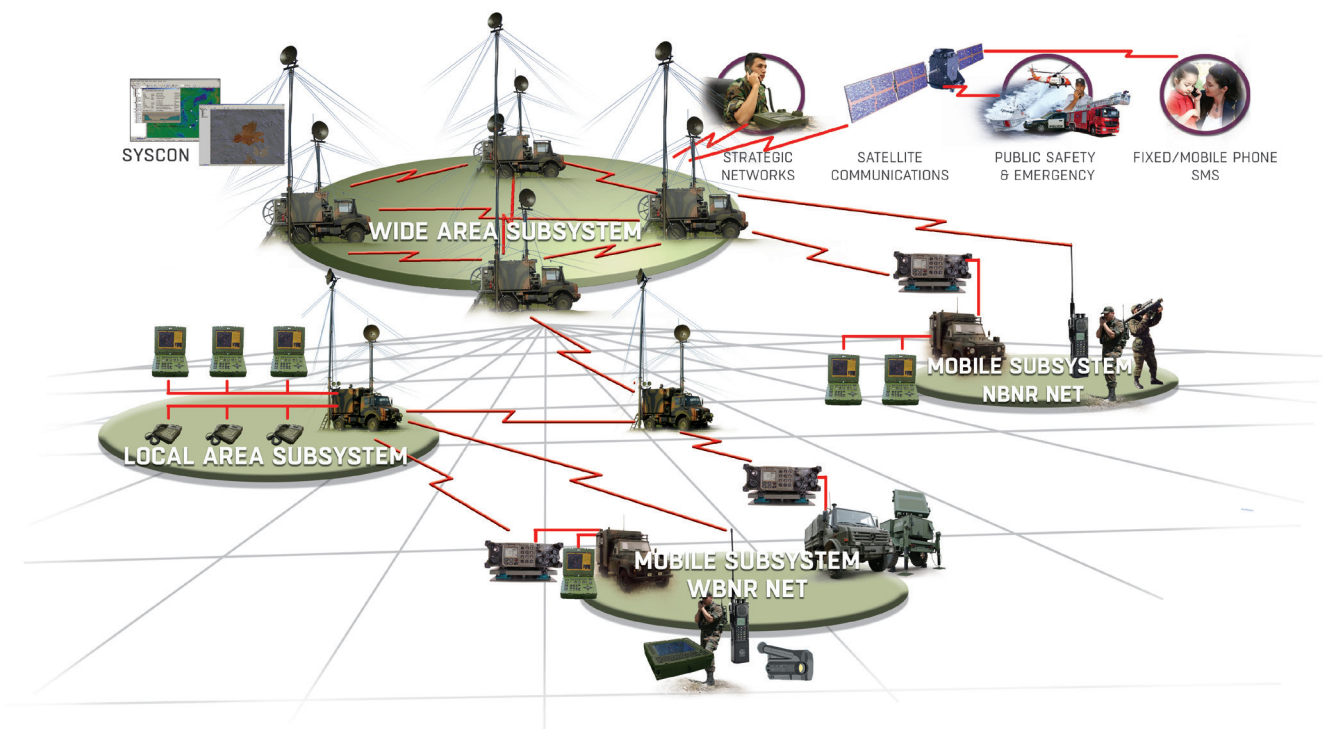 SYSCON
STRATEGIC
NETWORKS
SATELLITE
COMMUNICATIONS
PUBLIC SAFETY
& EMERGENCY
FIXED/MOBILE PHONE
SMS
WIDE AREA SUBSYSTEM
MOBILE SUBSYSTEM
NBNR NET
LOCAL AREA SUBSYSTEM
MOBILE SUBSYSTEM
WBNR NET